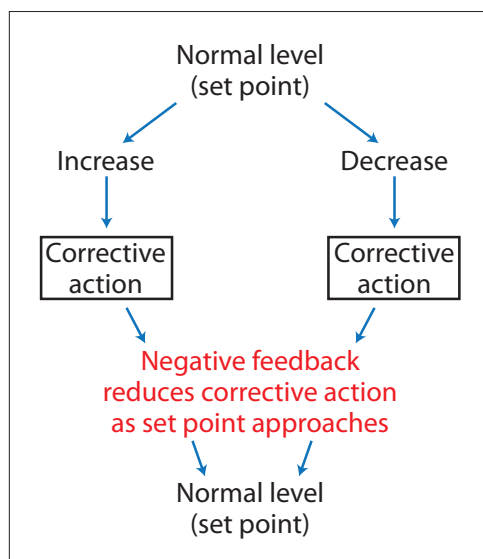 Normal level
(set point)
Increase
Decrease
Corrective
action
Corrective
action
Negative feedback
reduces corrective action
as set point approaches
Normal level
(set point)